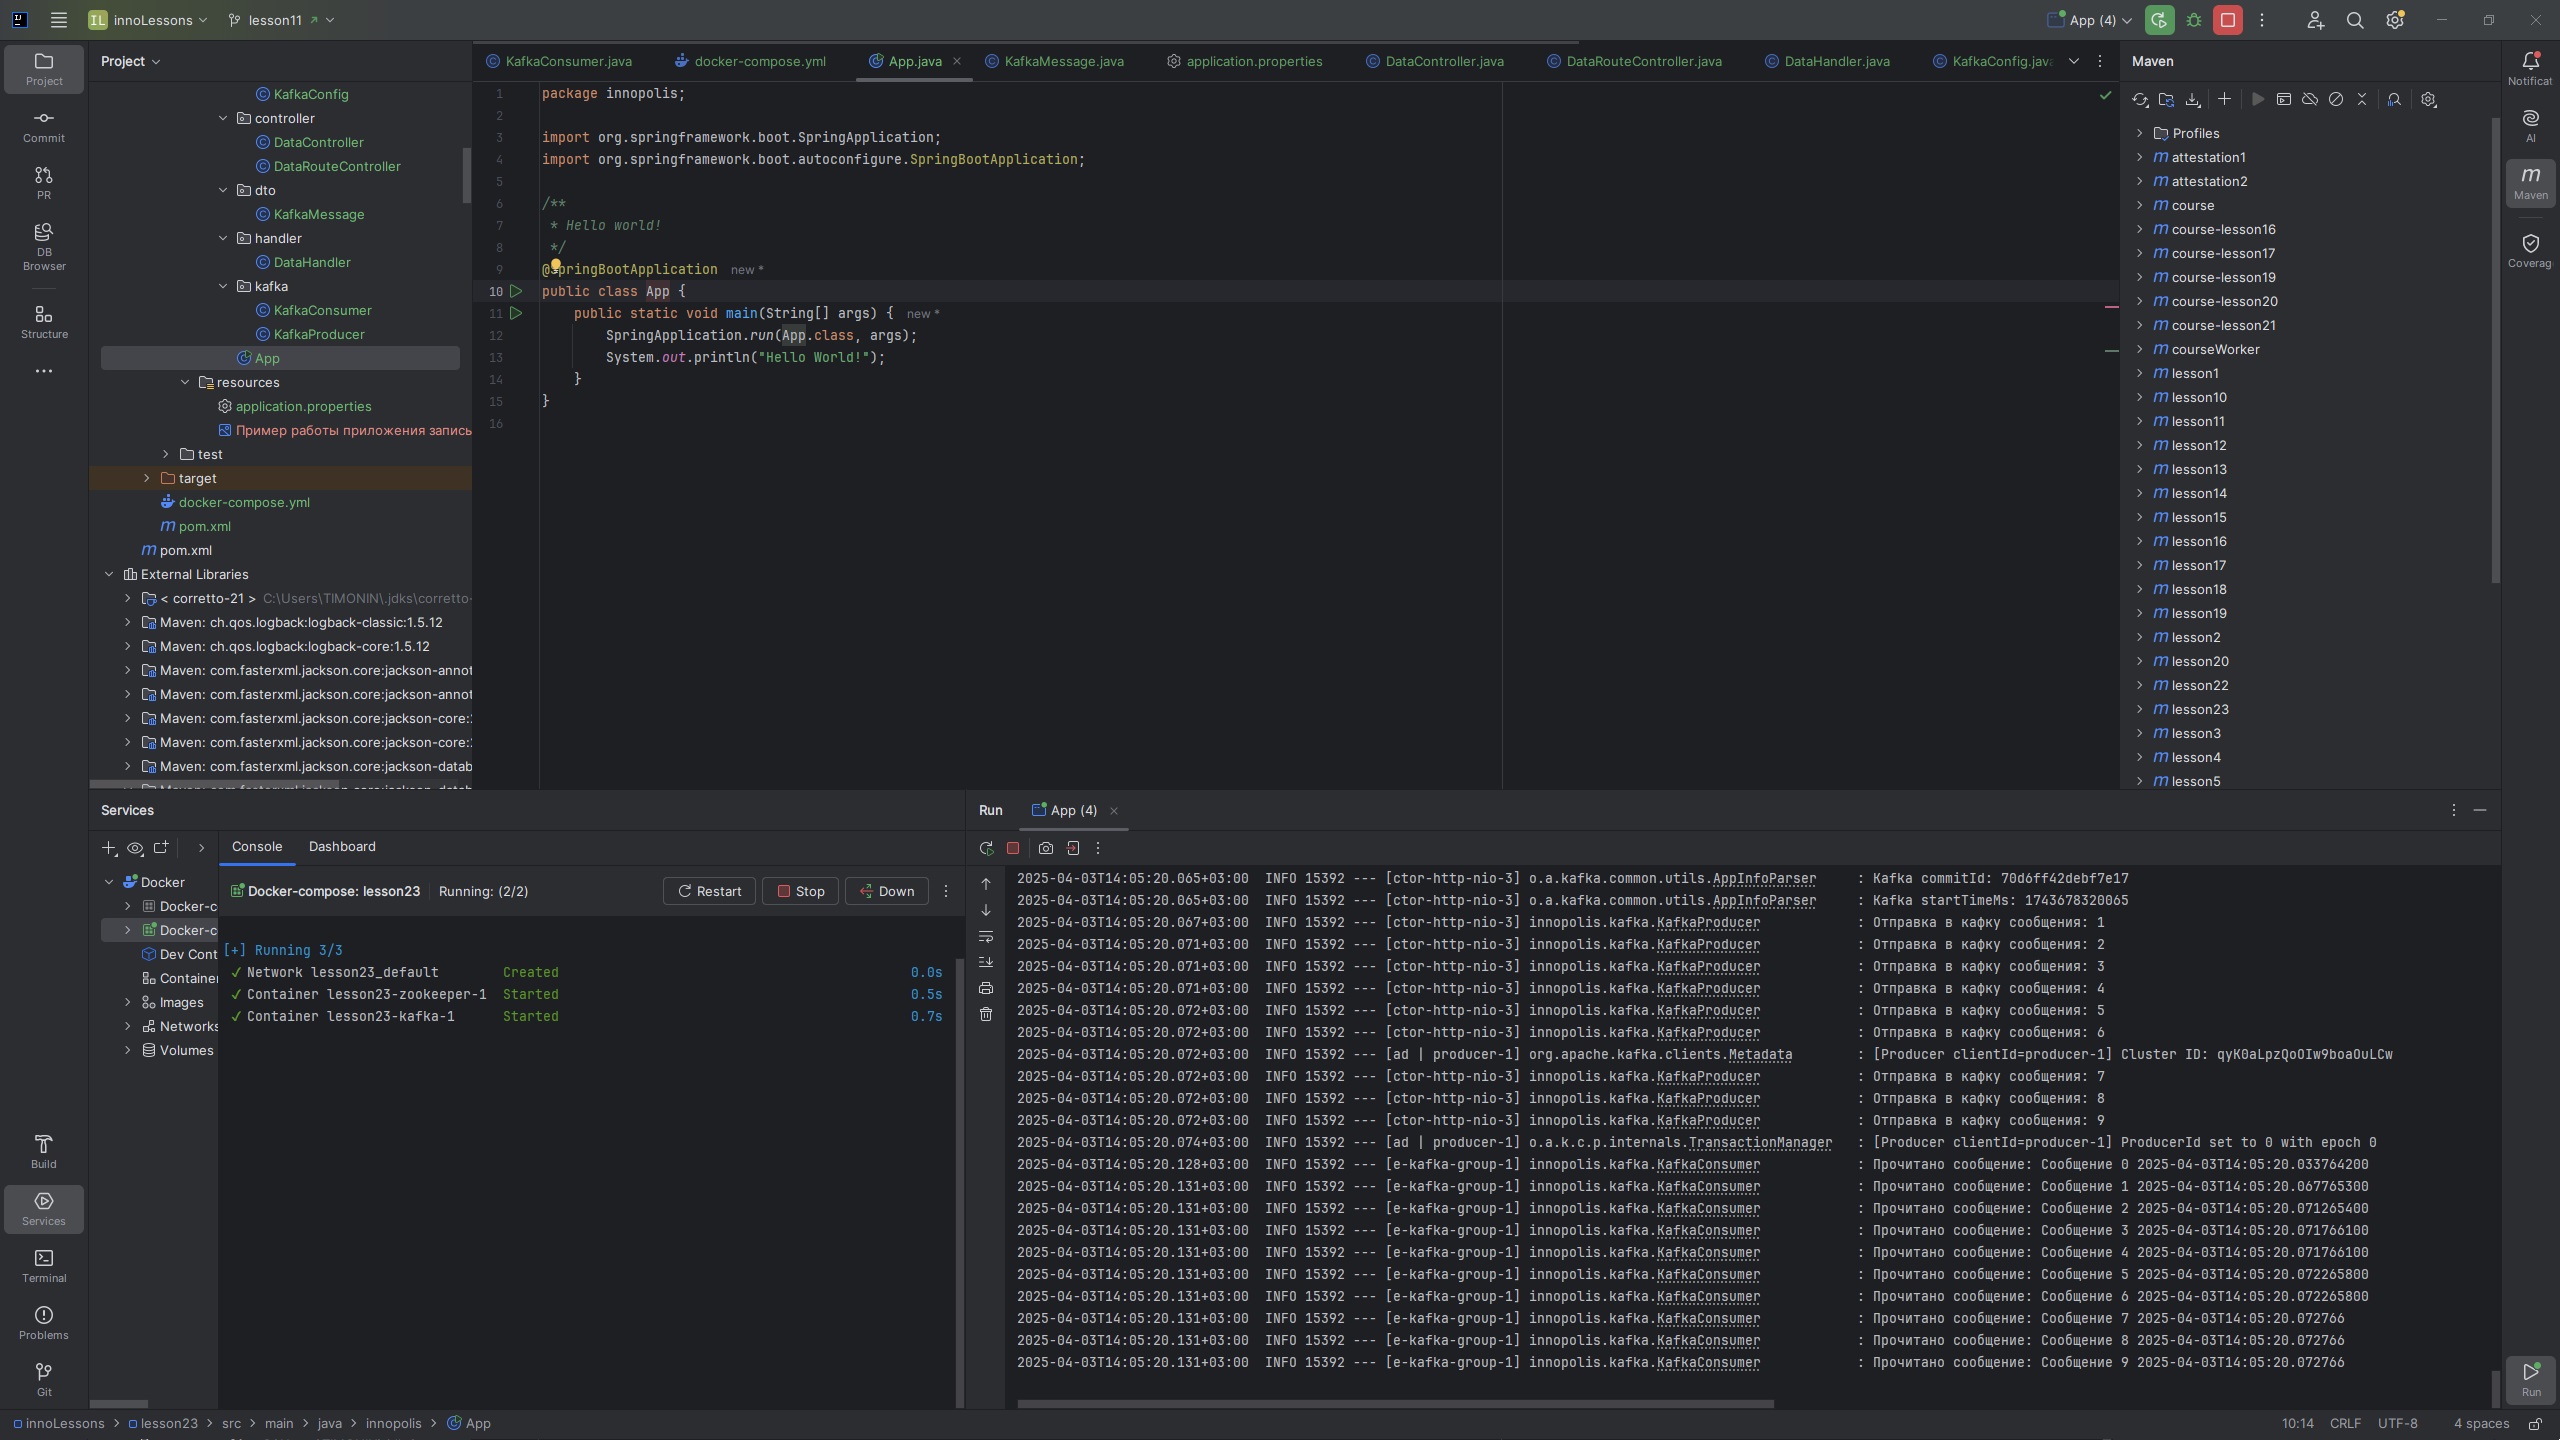 IL innoLessons
lesson11
App (4)
Project
Commit
PR
DB Browser
Structure
Build
Services
Terminal
Problems
Git
Project
KafkaConfig
controller
DataController
DataRouteController
dto
KafkaMessage
handler
DataHandler
kafka
KafkaConsumer
KafkaProducer
App
resources
application.properties
Пример работы приложения запись
test
target
docker-compose.yml
pom.xml
pom.xml
External Libraries
< corretto-21 > C:\Users\TIMONIN\.jdks\corretto-
Maven: ch.qos.logback:logback-classic:1.5.12
Maven: ch.qos.logback:logback-core:1.5.12
Maven: com.fasterxml.jackson.core:jackson-annot
Maven: com.fasterxml.jackson.core:jackson-annot
Maven: com.fasterxml.jackson.core:jackson-core:
Maven: com.fasterxml.jackson.core:jackson-core:
Maven: com.fasterxml.jackson.core:jackson-datab
KafkaConsumer.java
docker-compose.yml
App.java
KafkaMessage.java
application.properties
DataController.java
DataRouteController.java
DataHandler.java
KafkaConfig.java
1 package innopolis;
2
3 import org.springframework.boot.SpringApplication;
4 import org.springframework.boot.autoconfigure.SpringBootApplication;
5
6 /**
7 * Hello world!
8 */
9 @SpringBootApplication new *
10 public class App {
11 public static void main(String[] args) { new *
12 SpringApplication.run(App.class, args);
13 System.out.println("Hello World!");
14 }
15 }
16
Maven
Profiles
attestation1
attestation2
course
course-lesson16
course-lesson17
course-lesson19
course-lesson20
course-lesson21
courseWorker
lesson1
lesson10
lesson11
lesson12
lesson13
lesson14
lesson15
lesson16
lesson17
lesson18
lesson19
lesson2
lesson20
lesson22
lesson23
lesson3
lesson4
lesson5
Notificat
AI
Maven
Coverag
Run
Services
Console
Dashboard
Docker
Docker-c
Docker-c
Dev Cont
Containe
Images
Networks
Volumes
Docker-compose: lesson23 Running: (2/2)
Restart
Stop
Down
[+] Running 3/3
✓ Network lesson23_default Created 0.0s
✓ Container lesson23-zookeeper-1 Started 0.5s
✓ Container lesson23-kafka-1 Started 0.7s
Run
App (4)
2025-04-03T14:05:20.065+03:00 INFO 15392 --- [ctor-http-nio-3] o.a.kafka.common.utils.AppInfoParser : Kafka commitId: 70d6ff42debf7e17
2025-04-03T14:05:20.065+03:00 INFO 15392 --- [ctor-http-nio-3] o.a.kafka.common.utils.AppInfoParser : Kafka startTimeMs: 1743678320065
2025-04-03T14:05:20.067+03:00 INFO 15392 --- [ctor-http-nio-3] innopolis.kafka.KafkaProducer : Отправка в кафку сообщения: 1
2025-04-03T14:05:20.071+03:00 INFO 15392 --- [ctor-http-nio-3] innopolis.kafka.KafkaProducer : Отправка в кафку сообщения: 2
2025-04-03T14:05:20.071+03:00 INFO 15392 --- [ctor-http-nio-3] innopolis.kafka.KafkaProducer : Отправка в кафку сообщения: 3
2025-04-03T14:05:20.071+03:00 INFO 15392 --- [ctor-http-nio-3] innopolis.kafka.KafkaProducer : Отправка в кафку сообщения: 4
2025-04-03T14:05:20.072+03:00 INFO 15392 --- [ctor-http-nio-3] innopolis.kafka.KafkaProducer : Отправка в кафку сообщения: 5
2025-04-03T14:05:20.072+03:00 INFO 15392 --- [ctor-http-nio-3] innopolis.kafka.KafkaProducer : Отправка в кафку сообщения: 6
2025-04-03T14:05:20.072+03:00 INFO 15392 --- [ad | producer-1] org.apache.kafka.clients.Metadata : [Producer clientId=producer-1] Cluster ID: qyK0aLpzQoOIw9boaOuLCw
2025-04-03T14:05:20.072+03:00 INFO 15392 --- [ctor-http-nio-3] innopolis.kafka.KafkaProducer : Отправка в кафку сообщения: 7
2025-04-03T14:05:20.072+03:00 INFO 15392 --- [ctor-http-nio-3] innopolis.kafka.KafkaProducer : Отправка в кафку сообщения: 8
2025-04-03T14:05:20.072+03:00 INFO 15392 --- [ctor-http-nio-3] innopolis.kafka.KafkaProducer : Отправка в кафку сообщения: 9
2025-04-03T14:05:20.074+03:00 INFO 15392 --- [ad | producer-1] o.a.k.c.p.internals.TransactionManager : [Producer clientId=producer-1] ProducerId set to 0 with epoch 0
2025-04-03T14:05:20.128+03:00 INFO 15392 --- [e-kafka-group-1] innopolis.kafka.KafkaConsumer : Прочитано сообщение: Сообщение 0 2025-04-03T14:05:20.033764200
2025-04-03T14:05:20.131+03:00 INFO 15392 --- [e-kafka-group-1] innopolis.kafka.KafkaConsumer : Прочитано сообщение: Сообщение 1 2025-04-03T14:05:20.067765300
2025-04-03T14:05:20.131+03:00 INFO 15392 --- [e-kafka-group-1] innopolis.kafka.KafkaConsumer : Прочитано сообщение: Сообщение 2 2025-04-03T14:05:20.071265400
2025-04-03T14:05:20.131+03:00 INFO 15392 --- [e-kafka-group-1] innopolis.kafka.KafkaConsumer : Прочитано сообщение: Сообщение 3 2025-04-03T14:05:20.071766100
2025-04-03T14:05:20.131+03:00 INFO 15392 --- [e-kafka-group-1] innopolis.kafka.KafkaConsumer : Прочитано сообщение: Сообщение 4 2025-04-03T14:05:20.071766100
2025-04-03T14:05:20.131+03:00 INFO 15392 --- [e-kafka-group-1] innopolis.kafka.KafkaConsumer : Прочитано сообщение: Сообщение 5 2025-04-03T14:05:20.072265800
2025-04-03T14:05:20.131+03:00 INFO 15392 --- [e-kafka-group-1] innopolis.kafka.KafkaConsumer : Прочитано сообщение: Сообщение 6 2025-04-03T14:05:20.072265800
2025-04-03T14:05:20.131+03:00 INFO 15392 --- [e-kafka-group-1] innopolis.kafka.KafkaConsumer : Прочитано сообщение: Сообщение 7 2025-04-03T14:05:20.072766
2025-04-03T14:05:20.131+03:00 INFO 15392 --- [e-kafka-group-1] innopolis.kafka.KafkaConsumer : Прочитано сообщение: Сообщение 8 2025-04-03T14:05:20.072766
2025-04-03T14:05:20.131+03:00 INFO 15392 --- [e-kafka-group-1] innopolis.kafka.KafkaConsumer : Прочитано сообщение: Сообщение 9 2025-04-03T14:05:20.072766
innoLessons > lesson23 > src > main > java > innopolis > App
10:14 CRLF UTF-8 4 spaces